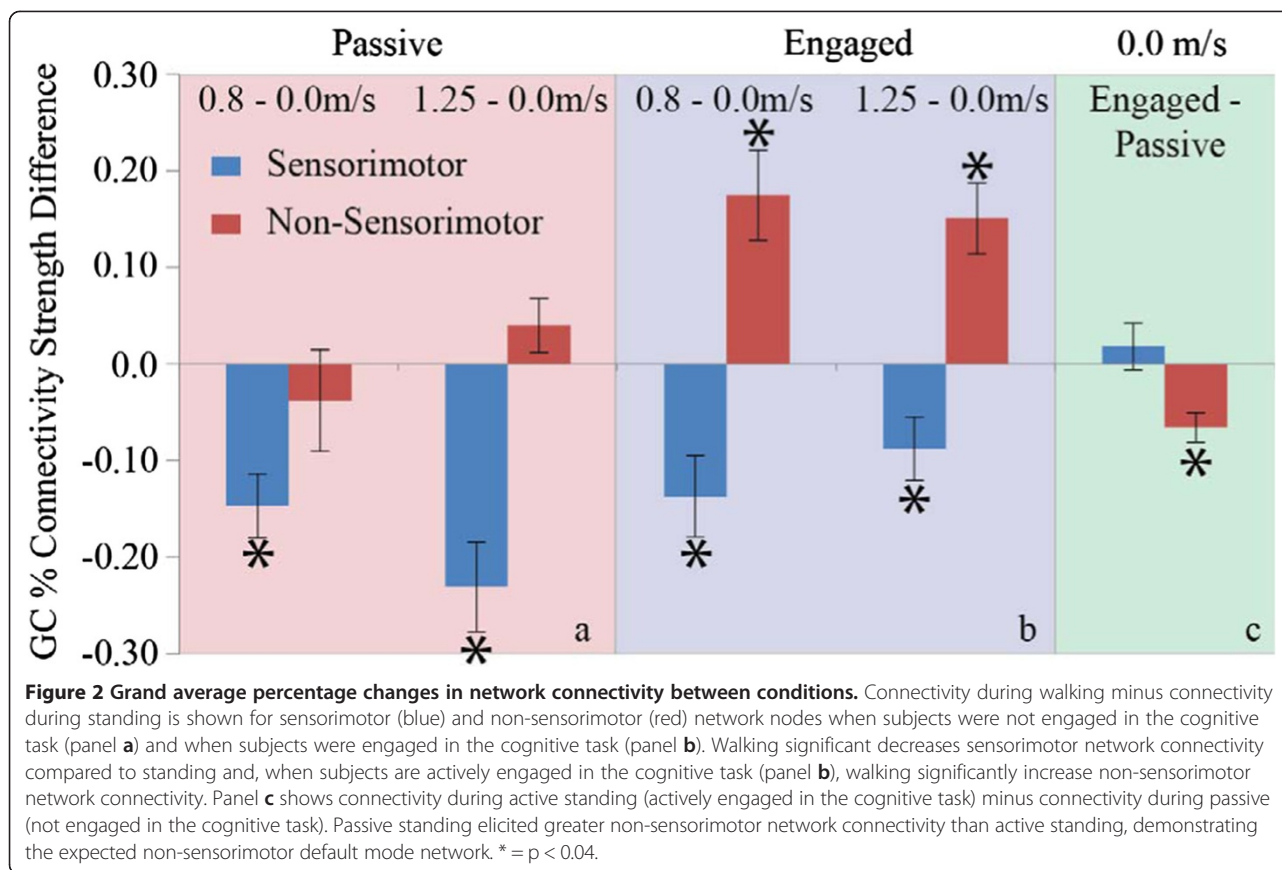 Passive Engaged 0.0 m/s
0.8 - 0.0m/s 1.25 - 0.0m/s 0.8 - 0.0m/s 1.25 - 0.0m/s Engaged -
Passive
Sensorimotor
Non-Sensorimotor
GC % Connectivity Strength Difference
0.30
0.20
0.10
0.0
-0.10
-0.20
-0.30
* * * * * * *
a b c
Figure 2 Grand average percentage changes in network connectivity between conditions. Connectivity during walking minus connectivity
during standing is shown for sensorimotor (blue) and non-sensorimotor (red) network nodes when subjects were not engaged in the cognitive
task (panel a) and when subjects were engaged in the cognitive task (panel b). Walking significant decreases sensorimotor network connectivity
compared to standing and, when subjects are actively engaged in the cognitive task (panel b), walking significantly increase non-sensorimotor
network connectivity. Panel c shows connectivity during active standing (actively engaged in the cognitive task) minus connectivity during passive
(not engaged in the cognitive task). Passive standing elicited greater non-sensorimotor network connectivity than active standing, demonstrating
the expected non-sensorimotor default mode network. * = p < 0.04.